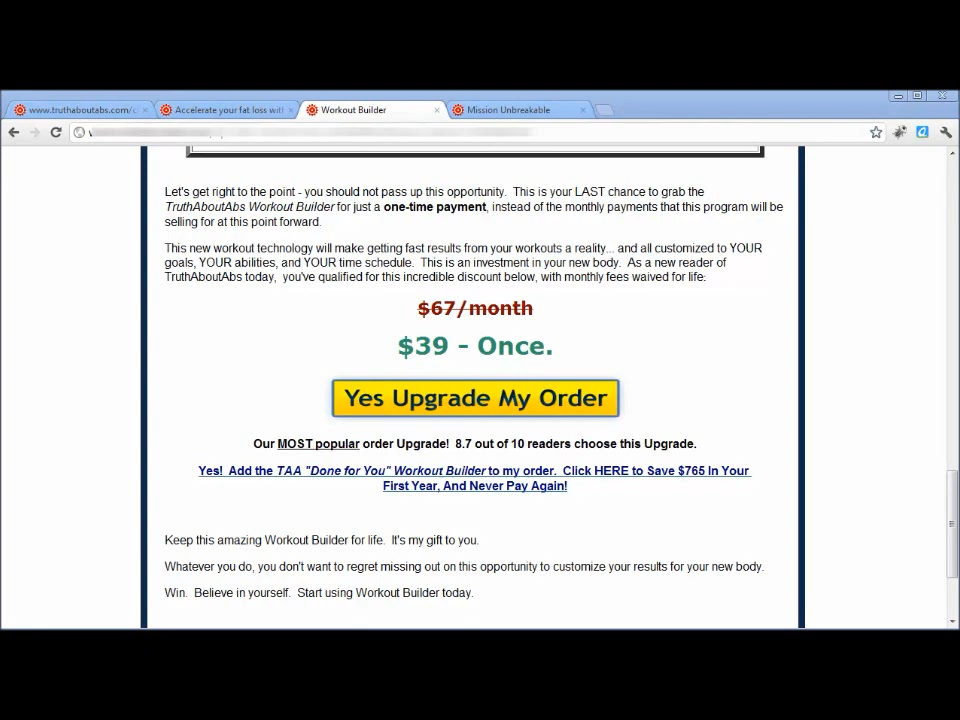 www.truthaboutabs.com/
Accelerate your fat loss wit
Workout Builder
Mission Unbreakable
Let's get right to the point - you should not pass up this opportunity. This is your LAST chance to grab the
TruthAboutAbs Workout Builder for just a one-time payment, instead of the monthly payments that this program will be
selling for at this point forward.
This new workout technology will make getting fast results from your workouts a reality... and all customized to YOUR
goals, YOUR abilities, and YOUR time schedule. This is an investment in your new body. As a new reader of
TruthAboutAbs today, you've qualified for this incredible discount below, with monthly fees waived for life:
$67/month
$39 - Once.
Yes Upgrade My Order
Our MOST popular order Upgrade! 8.7 out of 10 readers choose this Upgrade.
Yes! Add the TAA "Done for You" Workout Builder to my order. Click HERE to Save $765 In Your
First Year, And Never Pay Again!
Keep this amazing Workout Builder for life. It's my gift to you.
Whatever you do, you don't want to regret missing out on this opportunity to customize your results for your new body.
Win. Believe in yourself. Start using Workout Builder today.